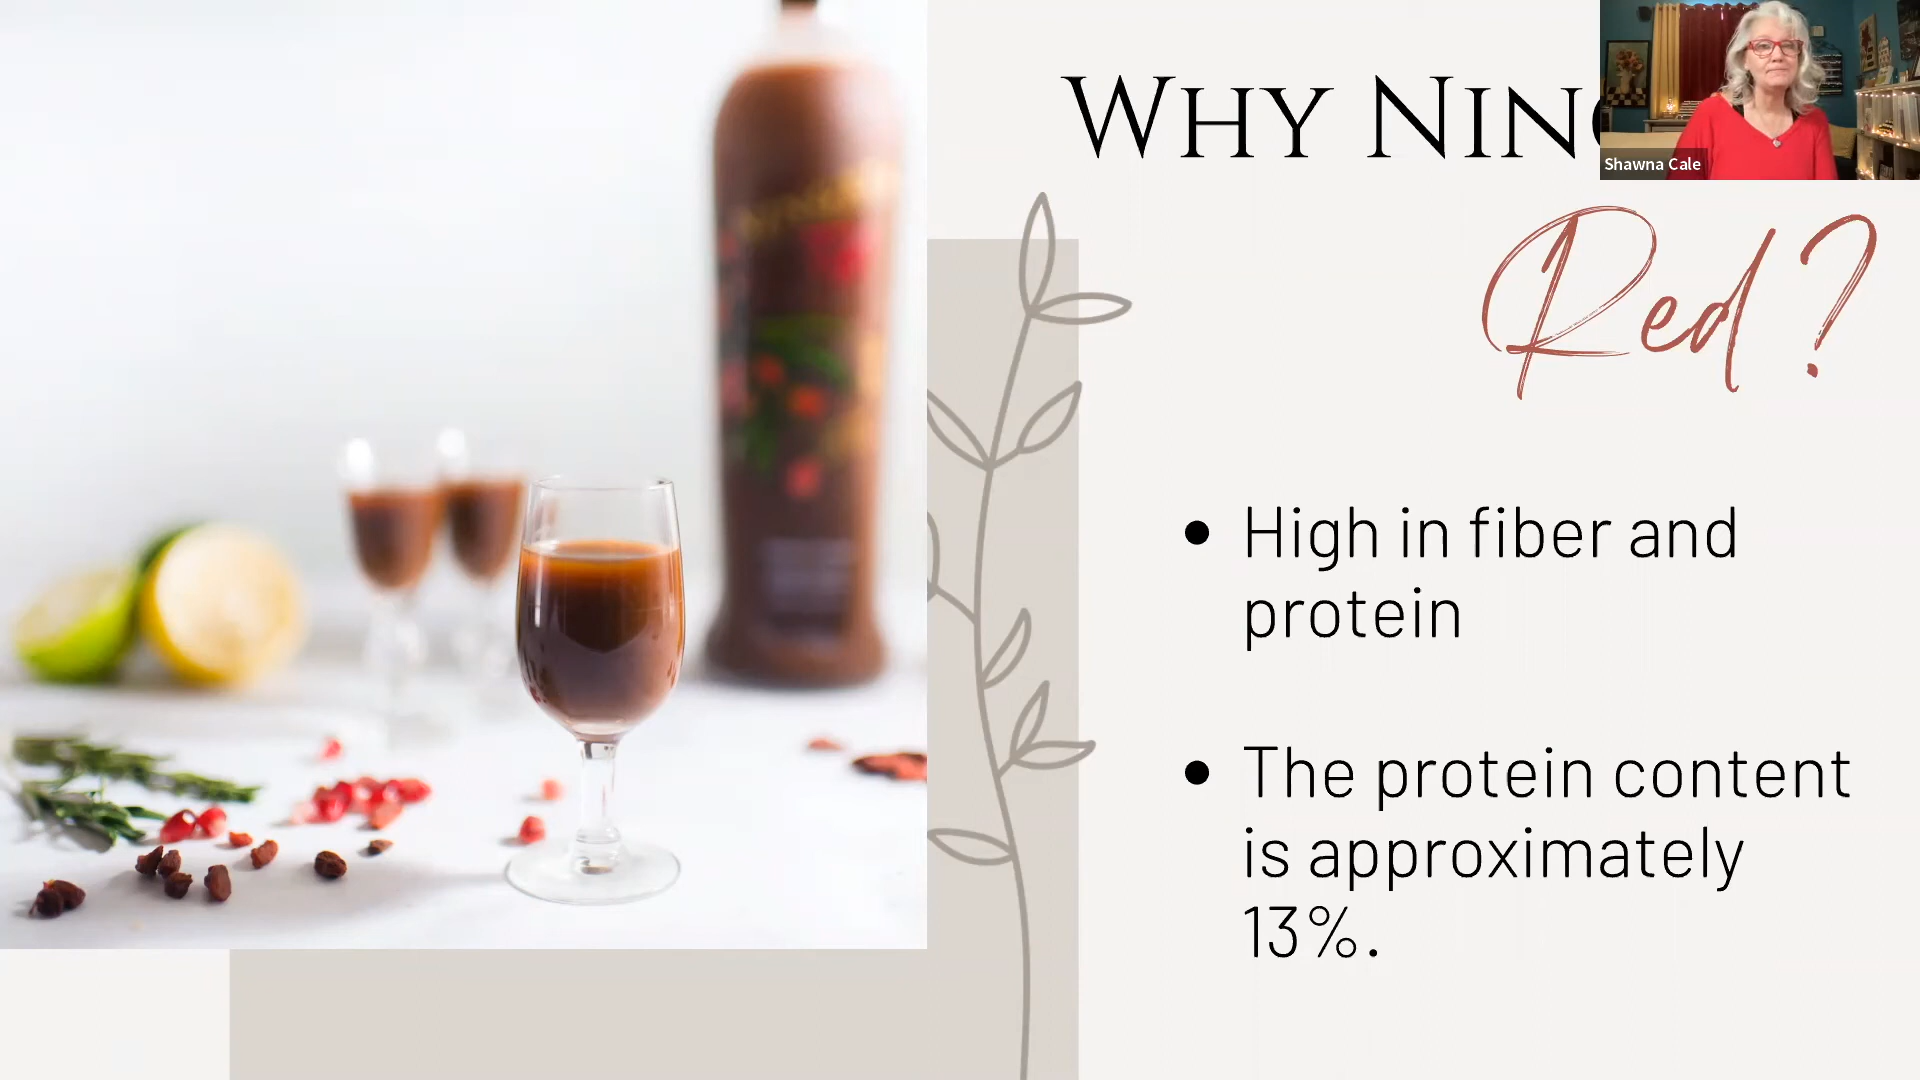 WHY NIN
Shawna Cale
Red?
• High in fiber and
protein
• The protein content
is approximately
13%.